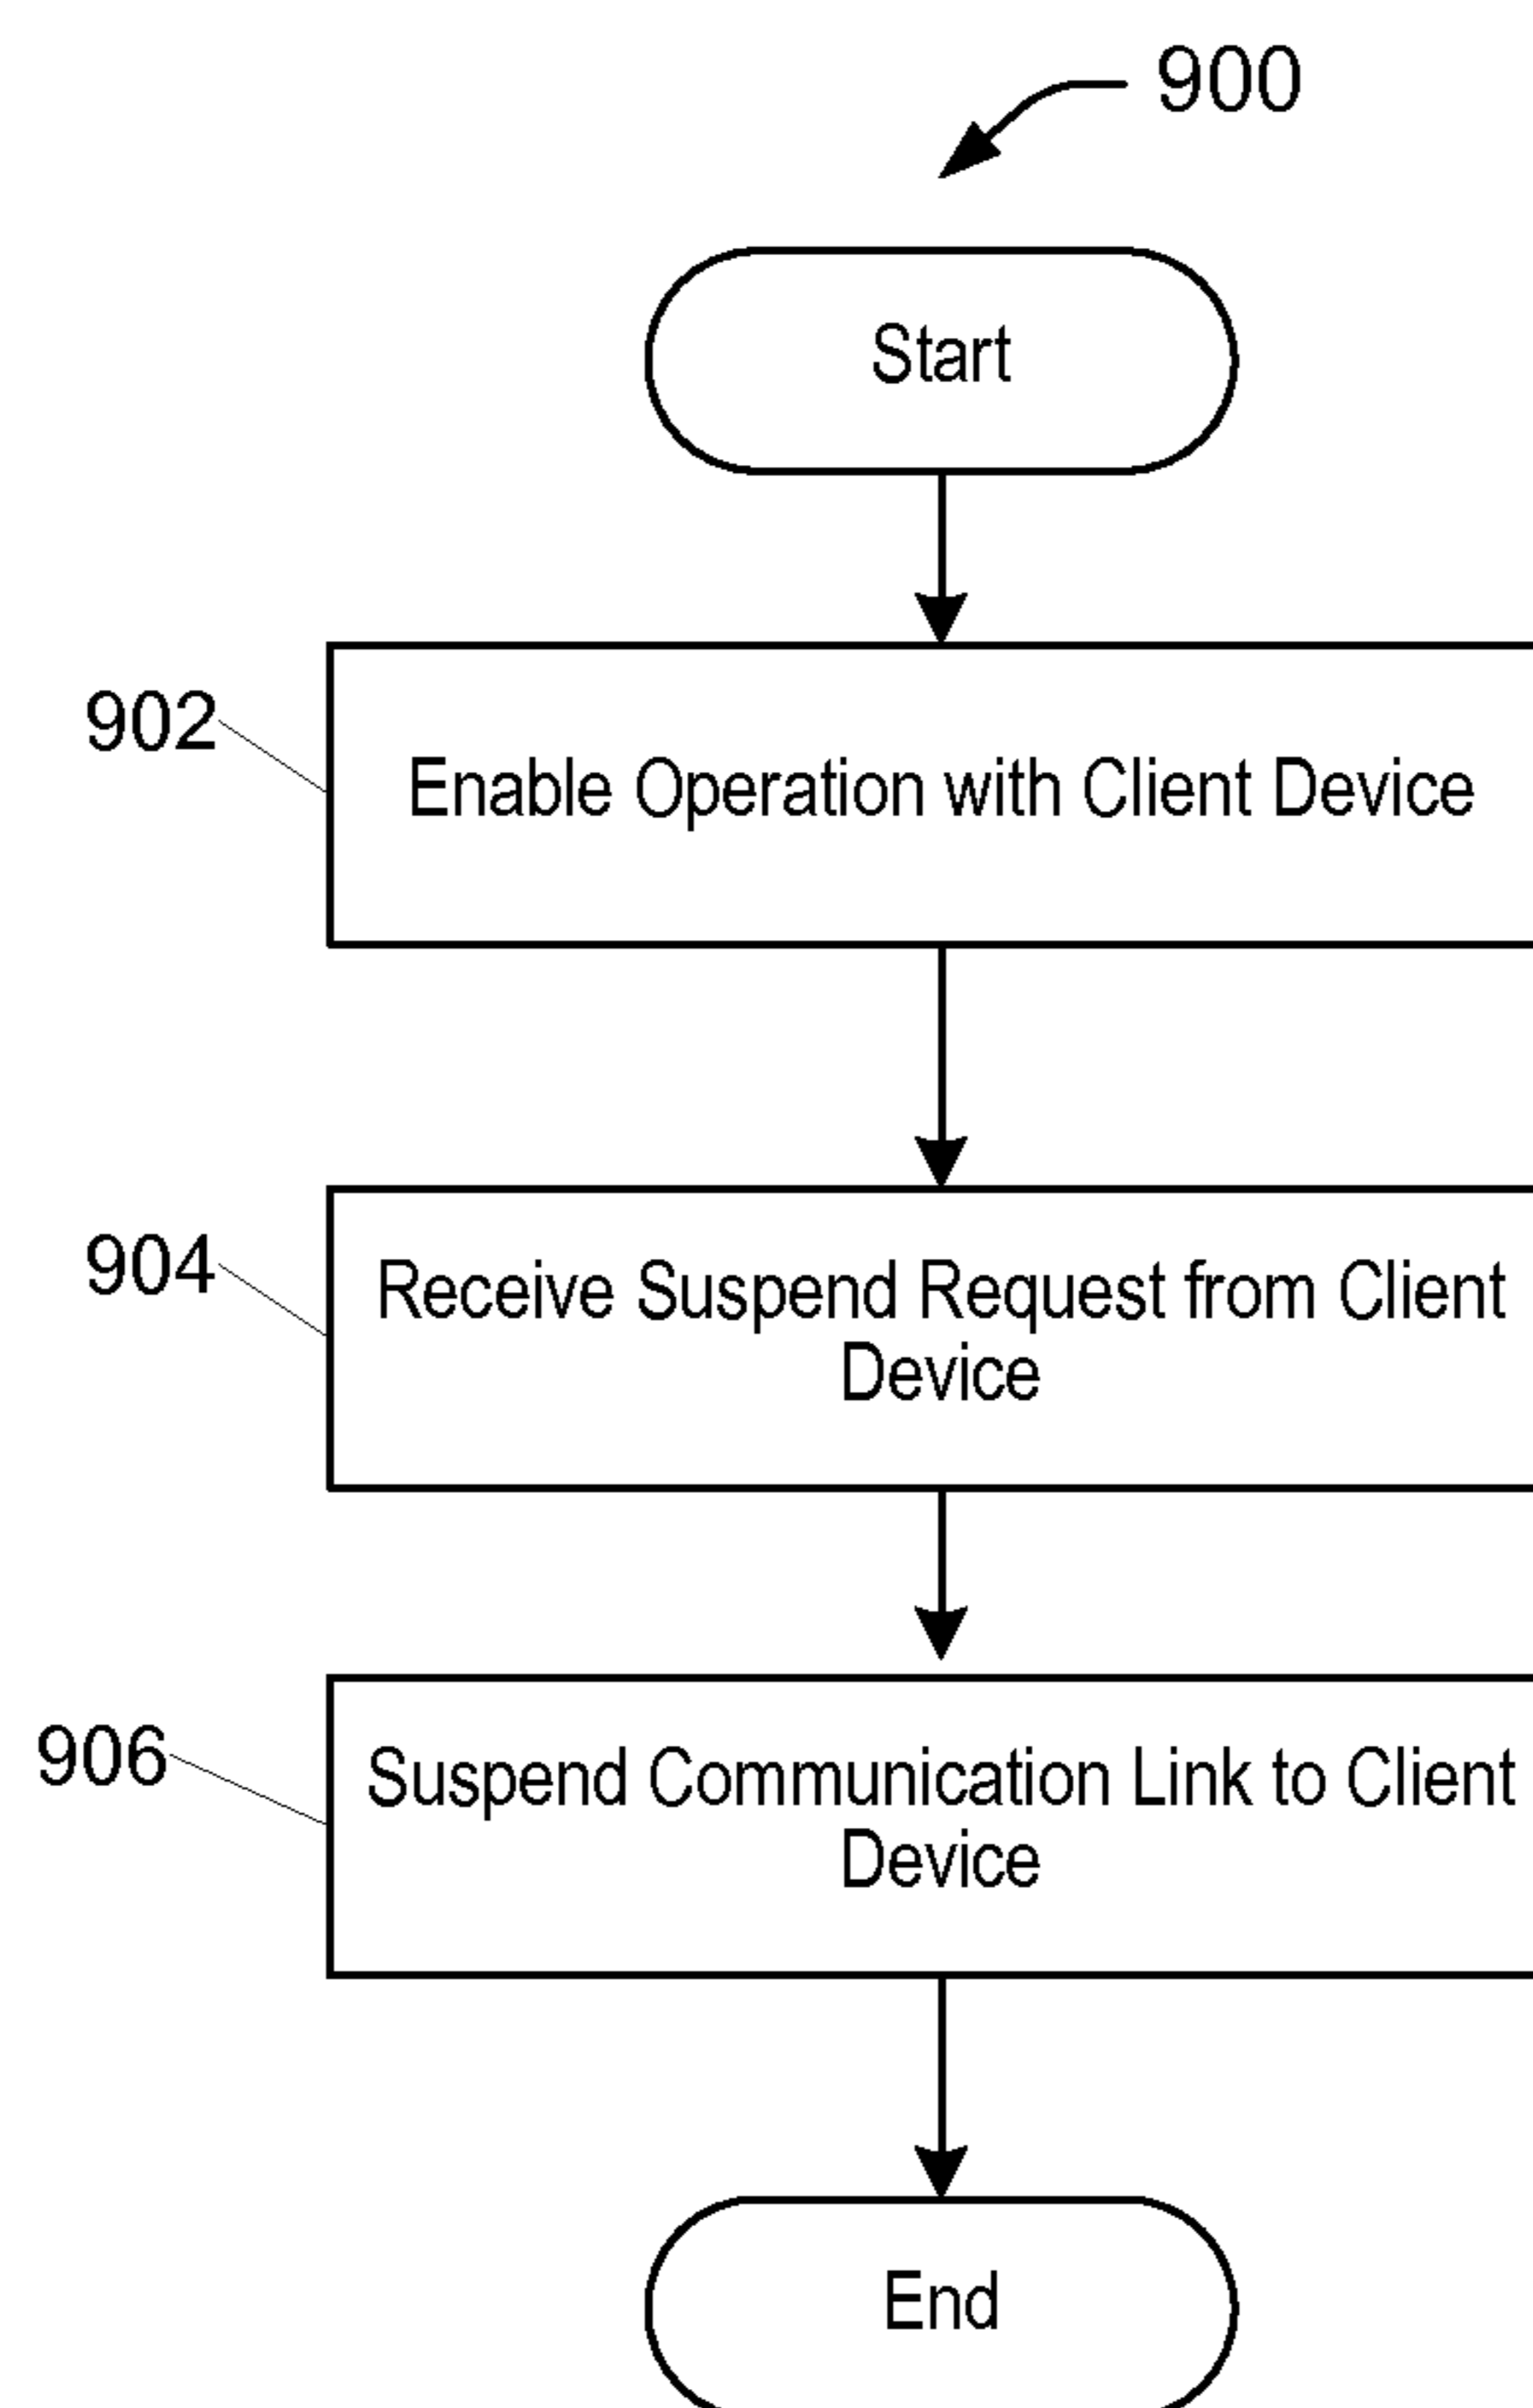 900
Start
902
Enable Operation with Client Device
904
Receive Suspend Request from Client
Device
906
Suspend Communication Link to Client
Device
End